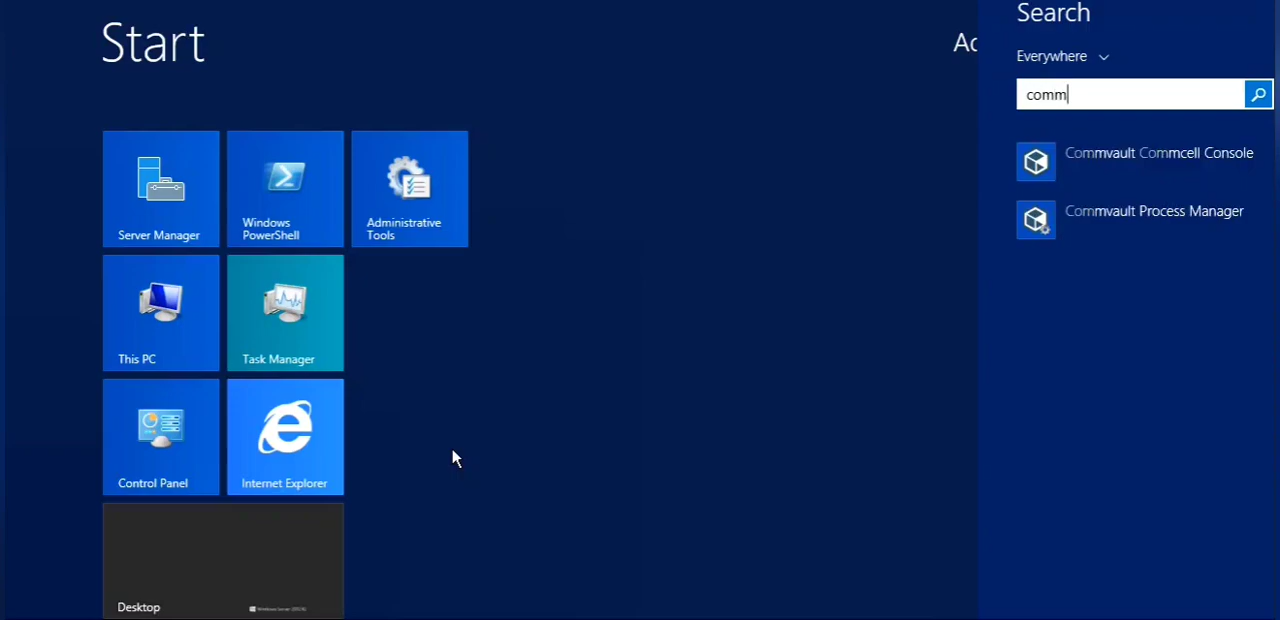 Start
Ad
Search
Everywhere
comm
Commvault Commcell Console
Commvault Process Manager
Server Manager
Windows
PowerShell
Administrative
Tools
This PC
Task Manager
Control Panel
Internet Explorer
Desktop